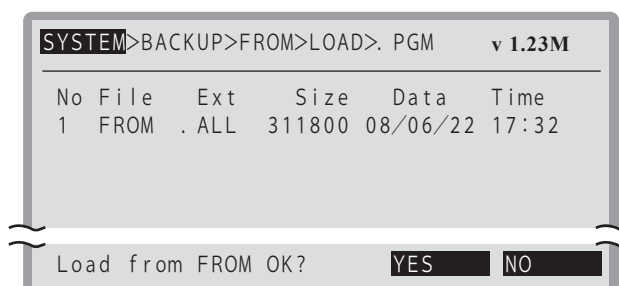 SYSTEM>BACKUP>FROM>LOAD>. PGM v 1.23M
No File Ext Size Data Time
1 FROM . ALL 311800 08/06/22 17:32
Load from FROM OK? YES NO